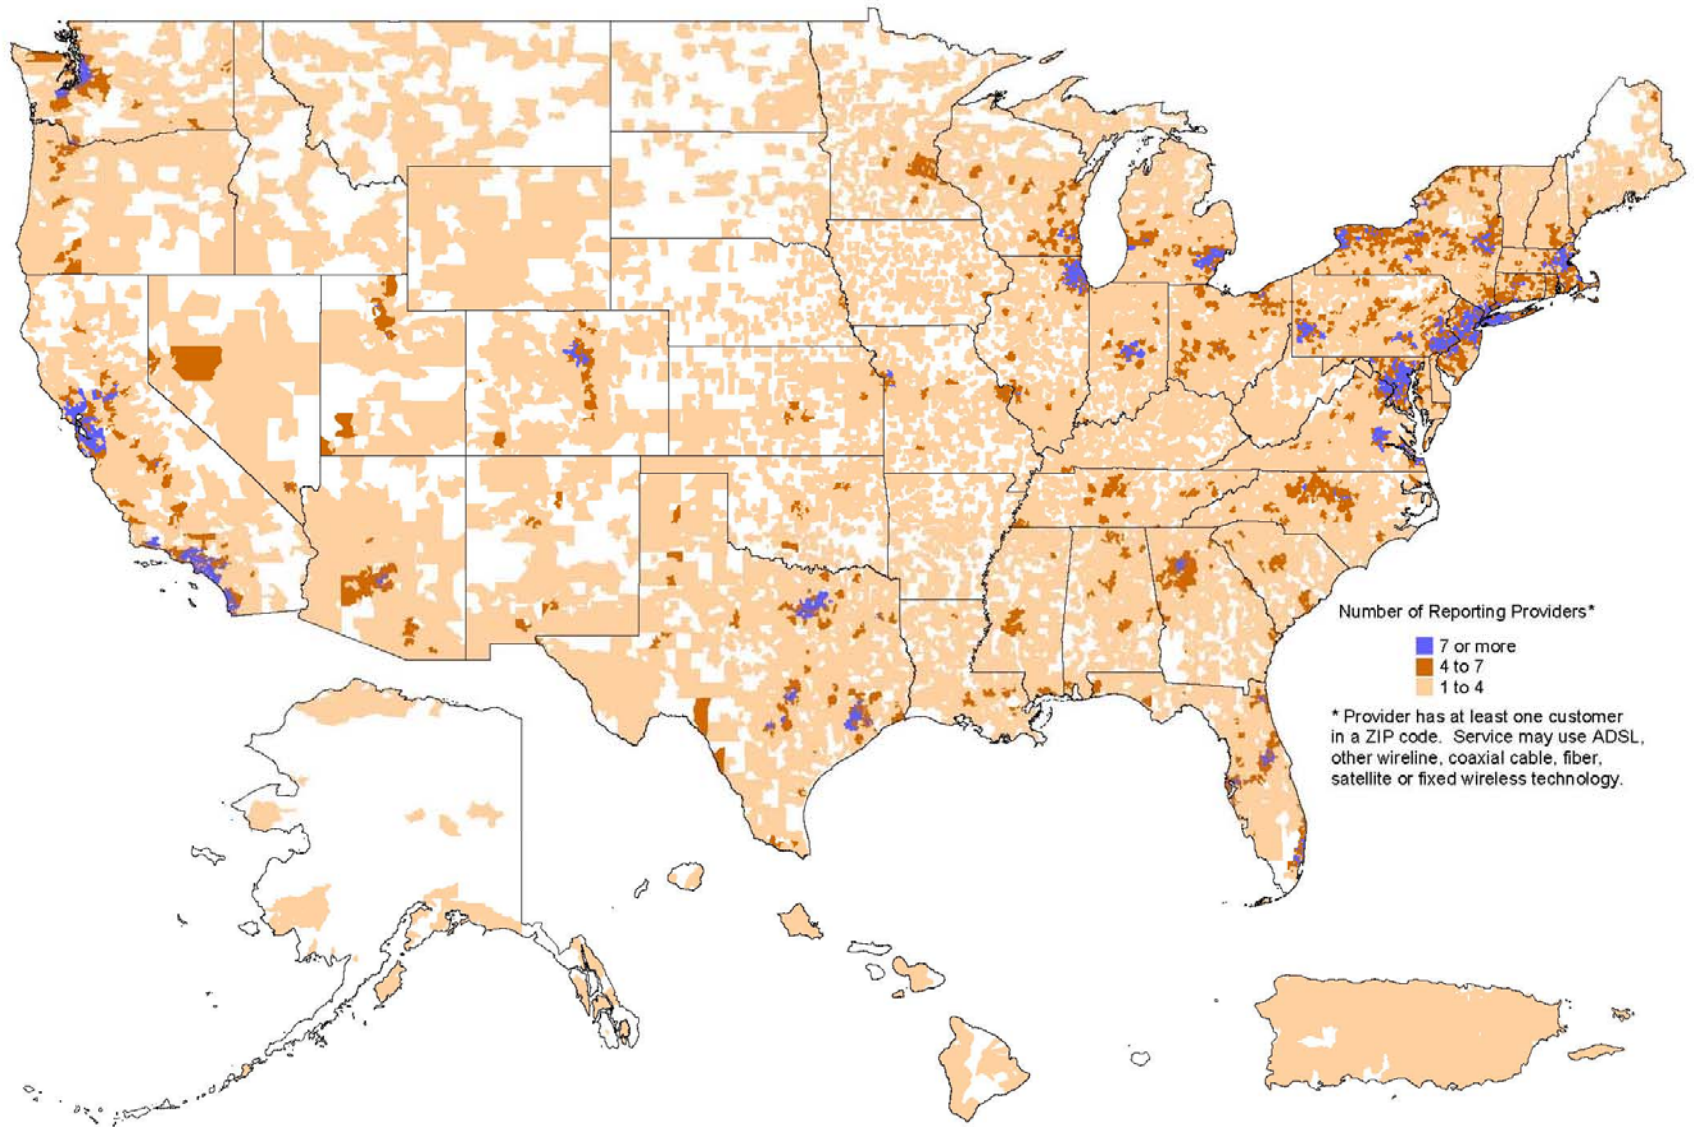 Number of Reporting Providers*
7 or more
4 to 7
1 to 4
* Provider has at least one customer
in a ZIP code. Service may use ADSL,
other wireline, coaxial cable, fiber,
satellite or fixed wireless technology.